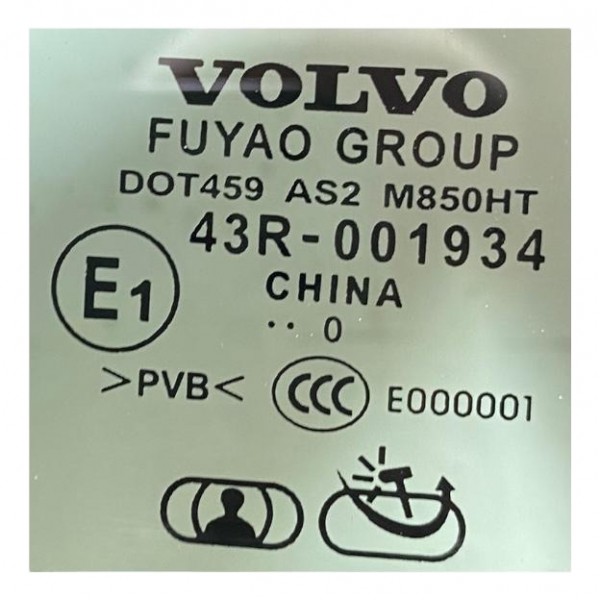 VOLVO
FUYAO GROUP
DOT459 AS2 M850HT
43R-001934
E1
CHINA
·· 0
>PVB<
CCC E000001